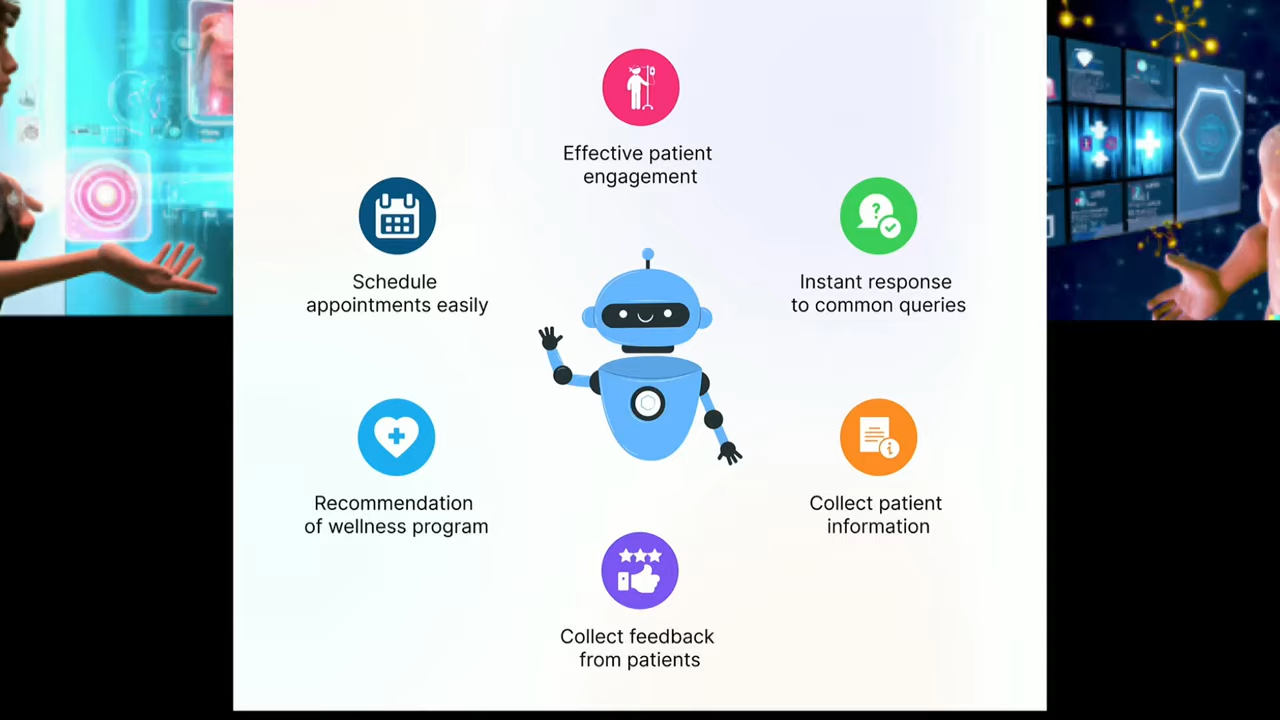 Effective patient
engagement
Schedule
appointments easily
Instant response
to common queries
Recommendation
of wellness program
Collect patient
information
Collect feedback
from patients